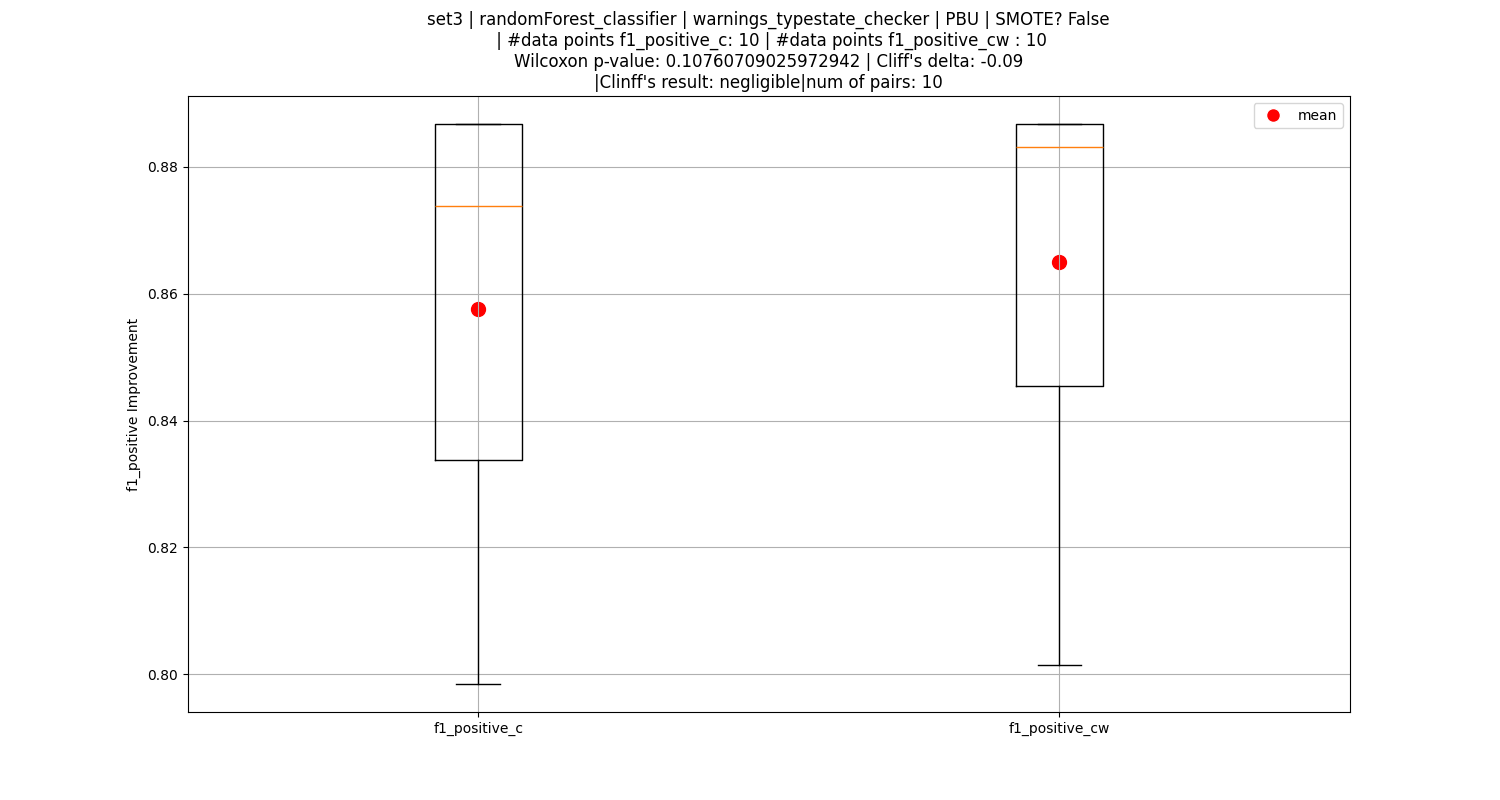 set3 | randomForest_classifier | warnings_typestate_checker | PBU | SMOTE? False
| #data points f1_positive_c: 10 | #data points f1_positive_cw : 10
Wilcoxon p-value: 0.10760709025972942 | Cliff's delta: -0.09
|Clinff's result: negligible|num of pairs: 10
mean
0.88
0.86
0.84
0.82
0.80
f1_positive Improvement
f1_positive_c
f1_positive_cw